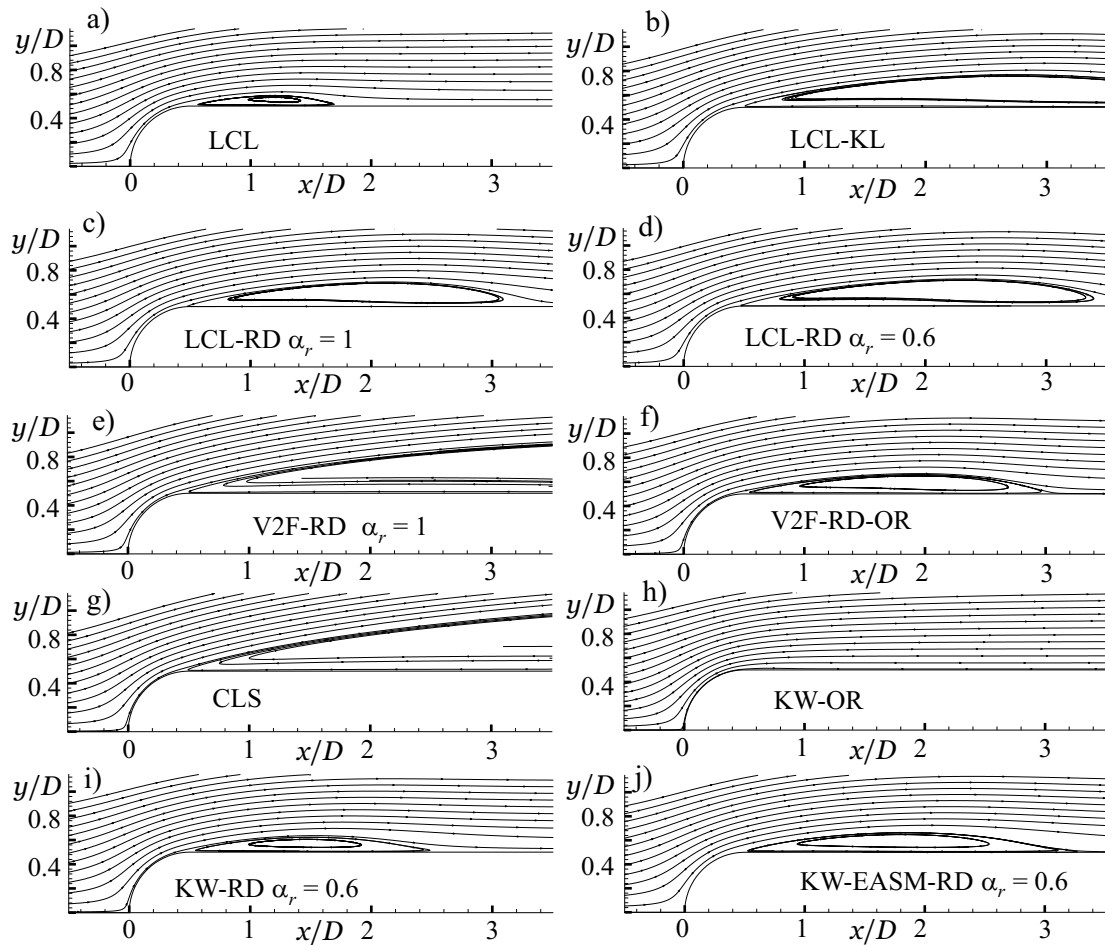 a)
y/D
0.8
0.4
LCL
0 1 2 3
x/D
b)
y/D
0.8
0.4
LCL-KL
0 1 2 3
x/D
c)
y/D
0.8
0.4
LCL-RD αr = 1
0 1 2 3
x/D
d)
y/D
0.8
0.4
LCL-RD αr = 0.6
0 1 2 3
x/D
e)
y/D
0.8
0.4
V2F-RD αr = 1
0 1 2 3
x/D
f)
y/D
0.8
0.4
V2F-RD-OR
0 1 2 3
x/D
g)
y/D
0.8
0.4
CLS
0 1 2 3
x/D
h)
y/D
0.8
0.4
KW-OR
0 1 2 3
x/D
i)
y/D
0.8
0.4
KW-RD αr = 0.6
0 1 2 3
x/D
j)
y/D
0.8
0.4
KW-EASM-RD αr = 0.6
0 1 2 3
x/D